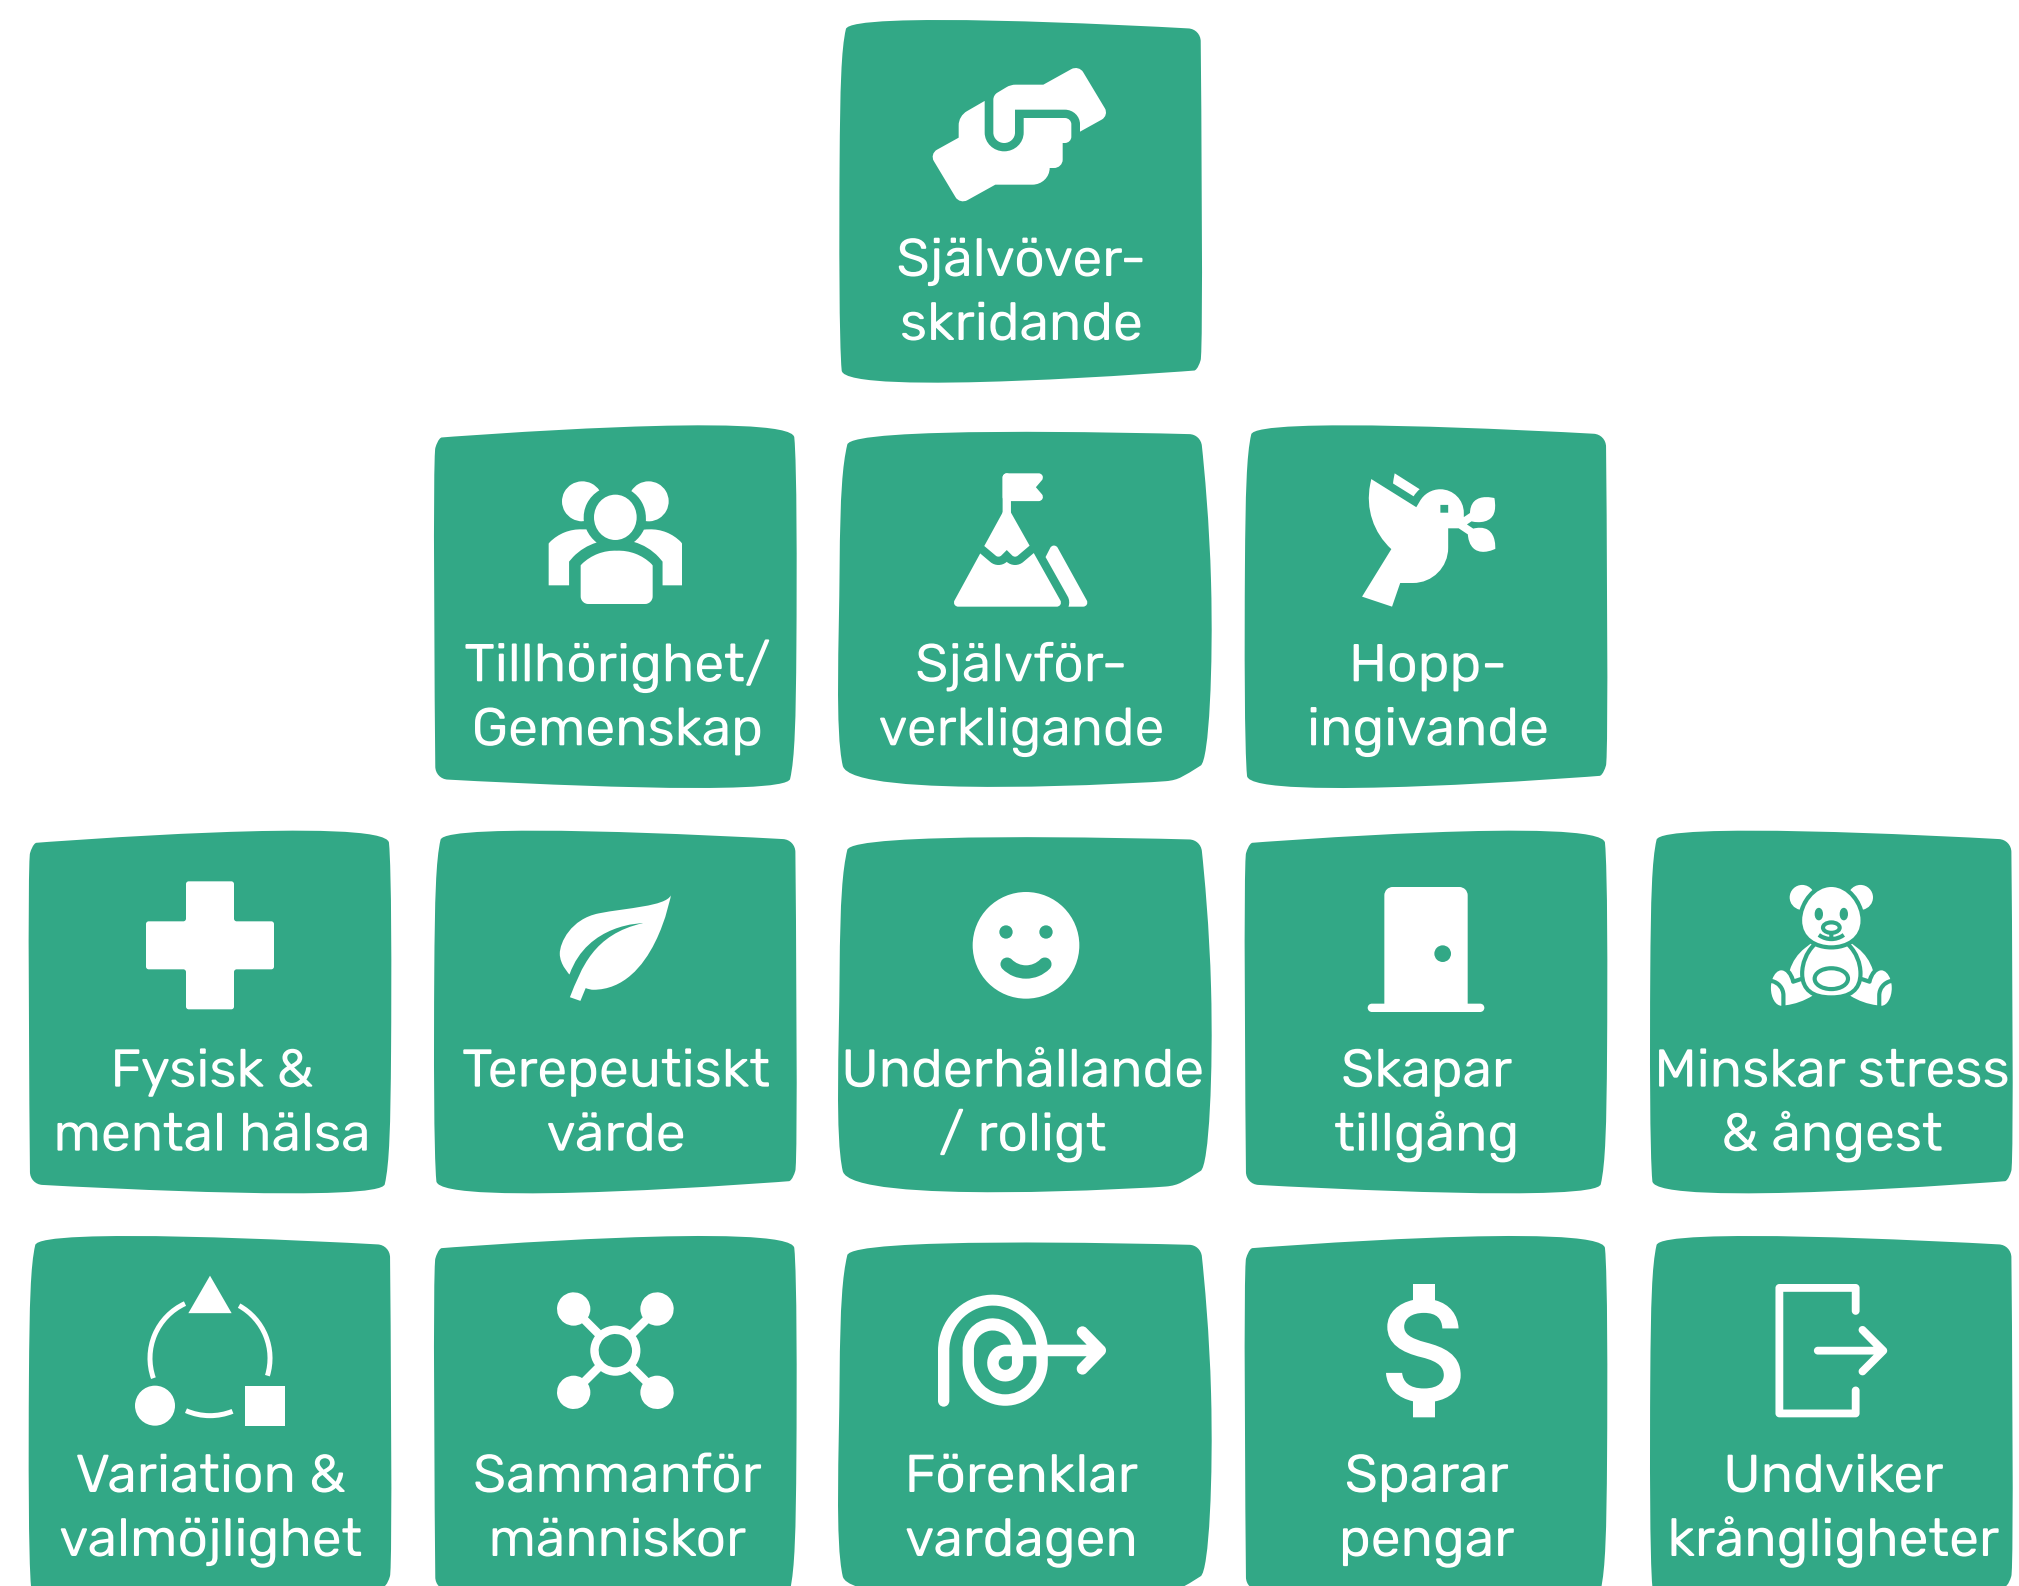 Självöver-
skridande
Tillhörighet/
Gemenskap
Självför-
verkligande
Hopp-
ingivande
Fysisk &
mental hälsa
Terepeutiskt
värde
Underhållande
/ roligt
Skapar
tillgång
Minskar stress
& ångest
Variation &
valmöjlighet
Sammanför
människor
Förenklar
vardagen
Sparar
pengar
Undviker
krångligheter